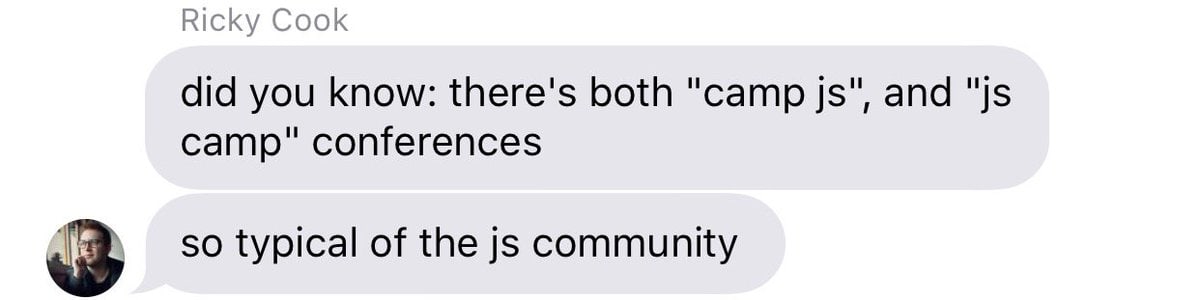 Ricky Cook
did you know: there's both "camp js", and "js
camp" conferences
so typical of the js community